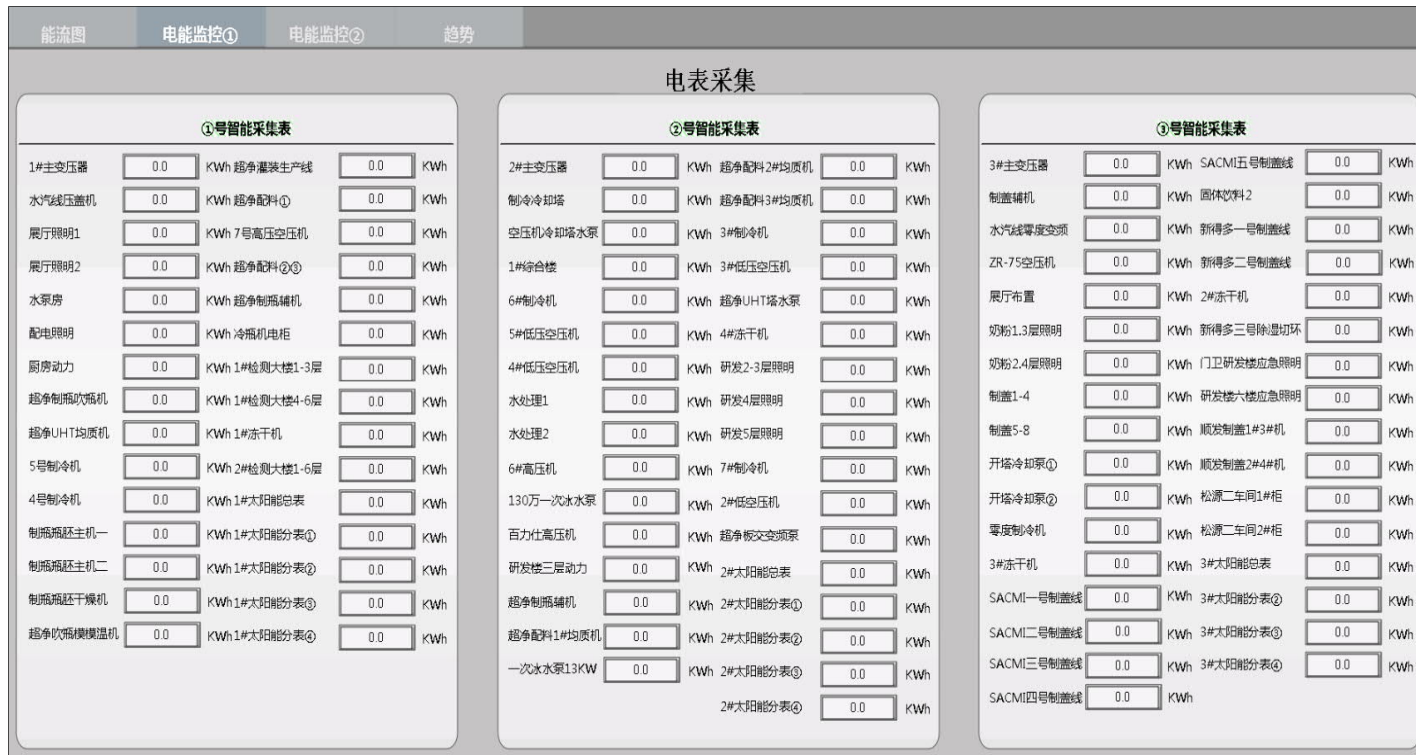 能流图 电能监控① 电能监控② 趋势
电表采集
①号智能采集表
1#主变压器 0.0 KWh 超净灌装生产线 0.0 KWh
水汽线压盖机 0.0 KWh 超净配料① 0.0 KWh
展厅照明1 0.0 KWh 7号高压空压机 0.0 KWh
展厅照明2 0.0 KWh 超净配料②③ 0.0 KWh
水泵房 0.0 KWh 超净制瓶辅机 0.0 KWh
配电照明 0.0 KWh 冷瓶机电柜 0.0 KWh
厨房动力 0.0 KWh 1#检测大楼1-3层 0.0 KWh
超净制瓶吹瓶机 0.0 KWh 1#检测大楼4-6层 0.0 KWh
超净UHT均质机 0.0 KWh 1#冻干机 0.0 KWh
5号制冷机 0.0 KWh 2#检测大楼1-6层 0.0 KWh
4号制冷机 0.0 KWh 1#太阳能总表 0.0 KWh
制瓶瓶胚主机一 0.0 KWh 1#太阳能分表① 0.0 KWh
制瓶瓶胚主机二 0.0 KWh 1#太阳能分表② 0.0 KWh
制瓶瓶胚干燥机 0.0 KWh 1#太阳能分表③ 0.0 KWh
超净吹瓶模模温机 0.0 KWh 1#太阳能分表④ 0.0 KWh
②号智能采集表
2#主变压器 0.0 KWh 超净配料2#均质机 0.0 KWh
制冷冷却塔 0.0 KWh 超净配料3#均质机 0.0 KWh
空压机冷却塔水泵 0.0 KWh 3#制冷机 0.0 KWh
1#综合楼 0.0 KWh 3#低压空压机 0.0 KWh
6#制冷机 0.0 KWh 超净UHT塔水泵 0.0 KWh
5#低压空压机 0.0 KWh 4#冻干机 0.0 KWh
4#低压空压机 0.0 KWh 研发2-3层照明 0.0 KWh
水处理1 0.0 KWh 研发4层照明 0.0 KWh
水处理2 0.0 KWh 研发5层照明 0.0 KWh
6#高压机 0.0 KWh 7#制冷机 0.0 KWh
130万一次冰水泵 0.0 KWh 2#低空压机 0.0 KWh
百力仕高压机 0.0 KWh 超净板交变频泵 0.0 KWh
研发楼三层动力 0.0 KWh 2#太阳能总表 0.0 KWh
超净制瓶辅机 0.0 KWh 2#太阳能分表① 0.0 KWh
超净配料1#均质机 0.0 KWh 2#太阳能分表② 0.0 KWh
一次冰水泵13KW 0.0 KWh 2#太阳能分表③ 0.0 KWh
2#太阳能分表④ 0.0 KWh
③号智能采集表
3#主变压器 0.0 KWh SACMI五号制盖线 0.0 KWh
制盖辅机 0.0 KWh 固体饮料2 0.0 KWh
水汽线零度变频 0.0 KWh 新得多一号制盖线 0.0 KWh
ZR-75空压机 0.0 KWh 新得多二号制盖线 0.0 KWh
展厅布置 0.0 KWh 2#冻干机 0.0 KWh
奶粉1.3层照明 0.0 KWh 新得多三号除湿切环 0.0 KWh
奶粉2.4层照明 0.0 KWh 门卫研发楼应急照明 0.0 KWh
制盖1-4 0.0 KWh 研发楼六楼应急照明 0.0 KWh
制盖5-8 0.0 KWh 顺发制盖1#3#机 0.0 KWh
开塔冷却泵① 0.0 KWh 顺发制盖2#4#机 0.0 KWh
开塔冷却泵② 0.0 KWh 松源二车间1#柜 0.0 KWh
零度制冷机 0.0 KWh 松源二车间2#柜 0.0 KWh
3#冻干机 0.0 KWh 3#太阳能总表 0.0 KWh
SACMI一号制盖线 0.0 KWh 3#太阳能分表② 0.0 KWh
SACMI二号制盖线 0.0 KWh 3#太阳能分表③ 0.0 KWh
SACMI三号制盖线 0.0 KWh 3#太阳能分表④ 0.0 KWh
SACMI四号制盖线 0.0 KWh